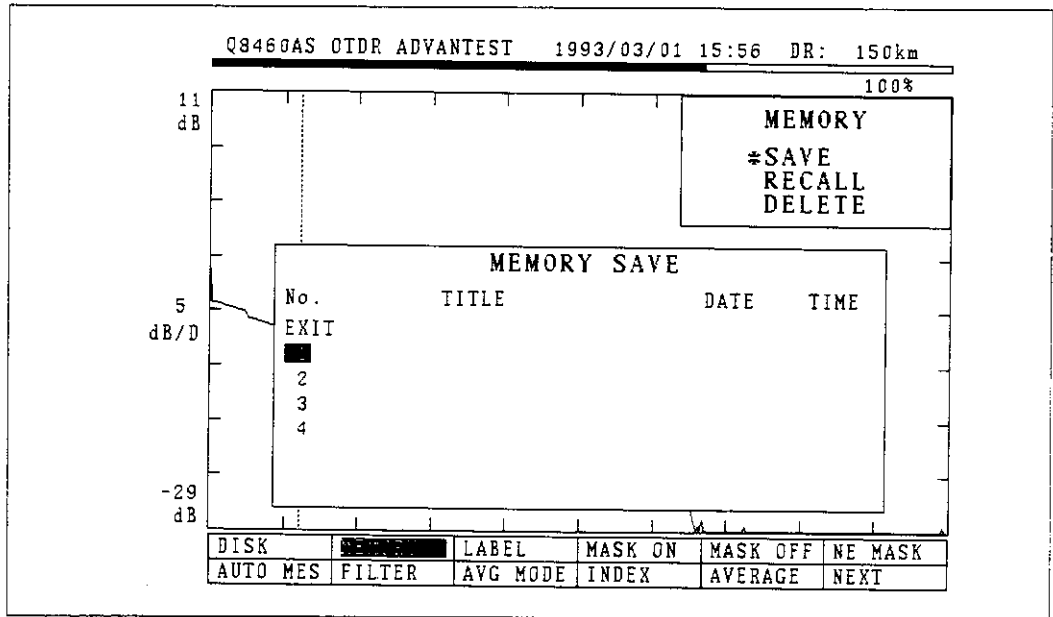 Q8460AS OTDR ADVANTEST 1993/03/01 15:56 DR: 150km
100%
11
dB
MEMORY
*SAVE
RECALL
DELETE
MEMORY SAVE
No. TITLE DATE TIME
EXIT
1
2
3
4
5
dB/D
-29
dB
DISK LABEL MASK ON MASK OFF NE MASK
AUTO MES FILTER AVG MODE INDEX AVERAGE NEXT